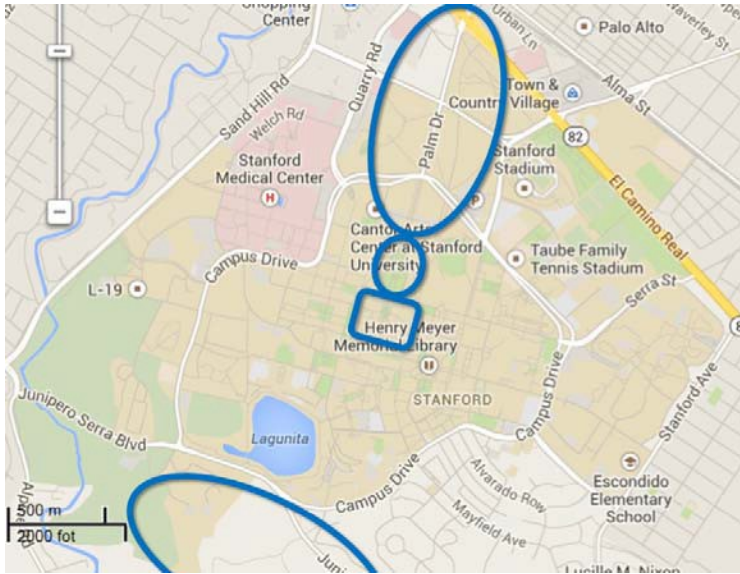 Shopping
Center
Urban Ln
Palo Alto
Waverley St
Quarry Rd
Sand Hill Rd
Welch Rd
Town &
Country Village
Alma St
82
Palm Dr
Stanford
Medical Center
H
Stanford
Stadium
El Camino Real
P
Cantor Arts
Center at Stanford
University
Campus Drive
Taube Family
Tennis Stadium
L-19
Serra St
Henry Meyer
Memorial Library
STANFORD
Campus Drive
Stanford Ave
Junipero Serra Blvd
Lagunita
Campus Drive
Alvarado Row
Mayfield Ave
Escondido
Elementary
School
500 m
2000 fot
Lucille M. Nixon